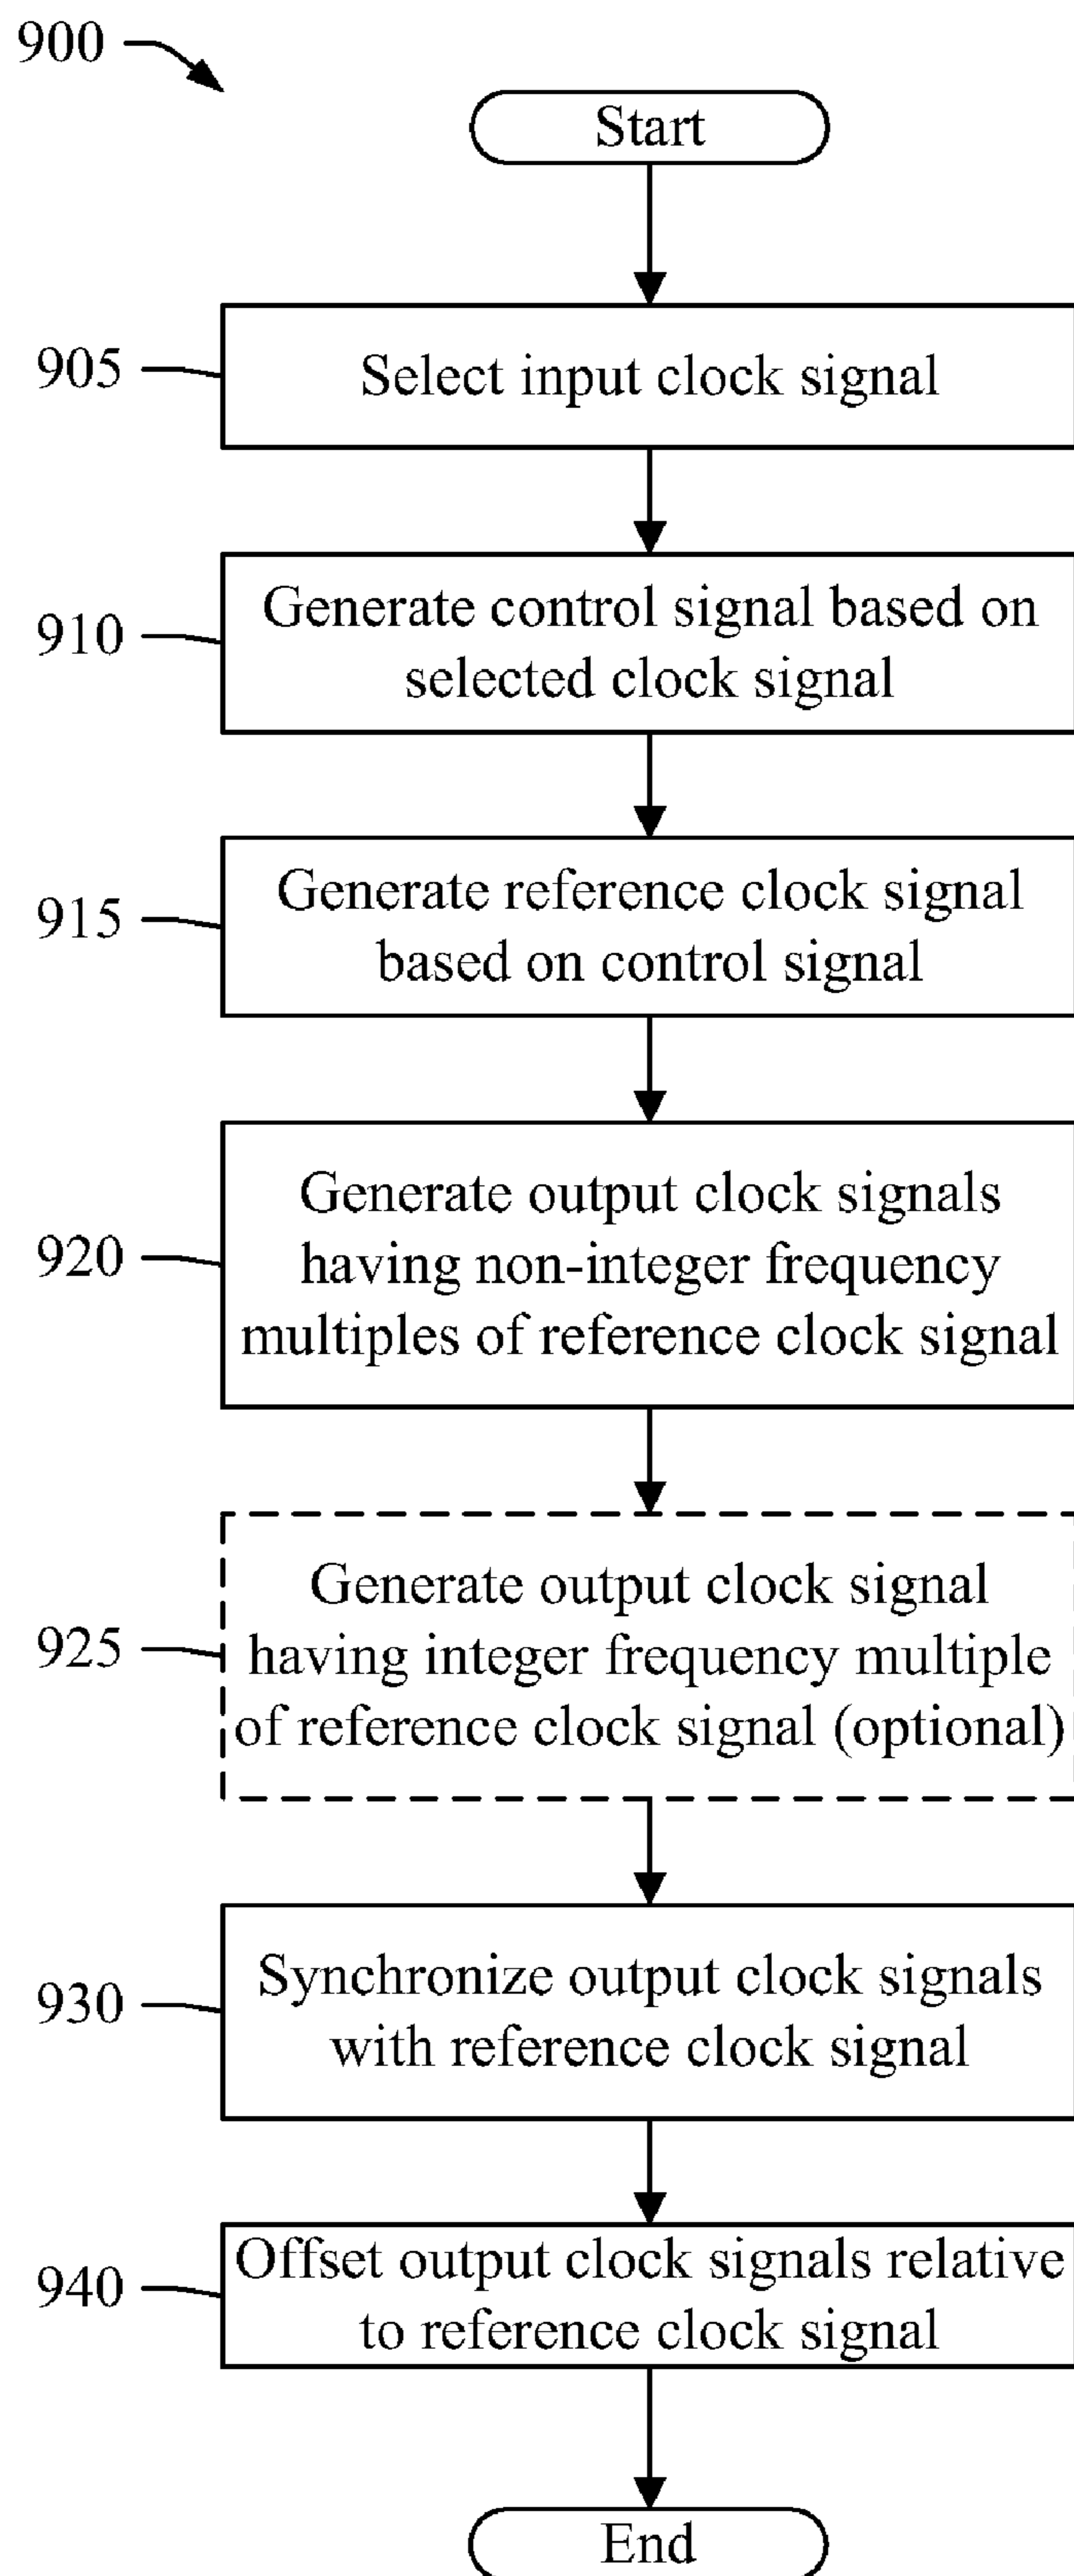 900
Start
905
Select input clock signal
910
Generate control signal based on
selected clock signal
915
Generate reference clock signal
based on control signal
920
Generate output clock signals
having non-integer frequency
multiples of reference clock signal
925
Generate output clock signal
having integer frequency multiple
of reference clock signal (optional)
930
Synchronize output clock signals
with reference clock signal
940
Offset output clock signals relative
to reference clock signal
End